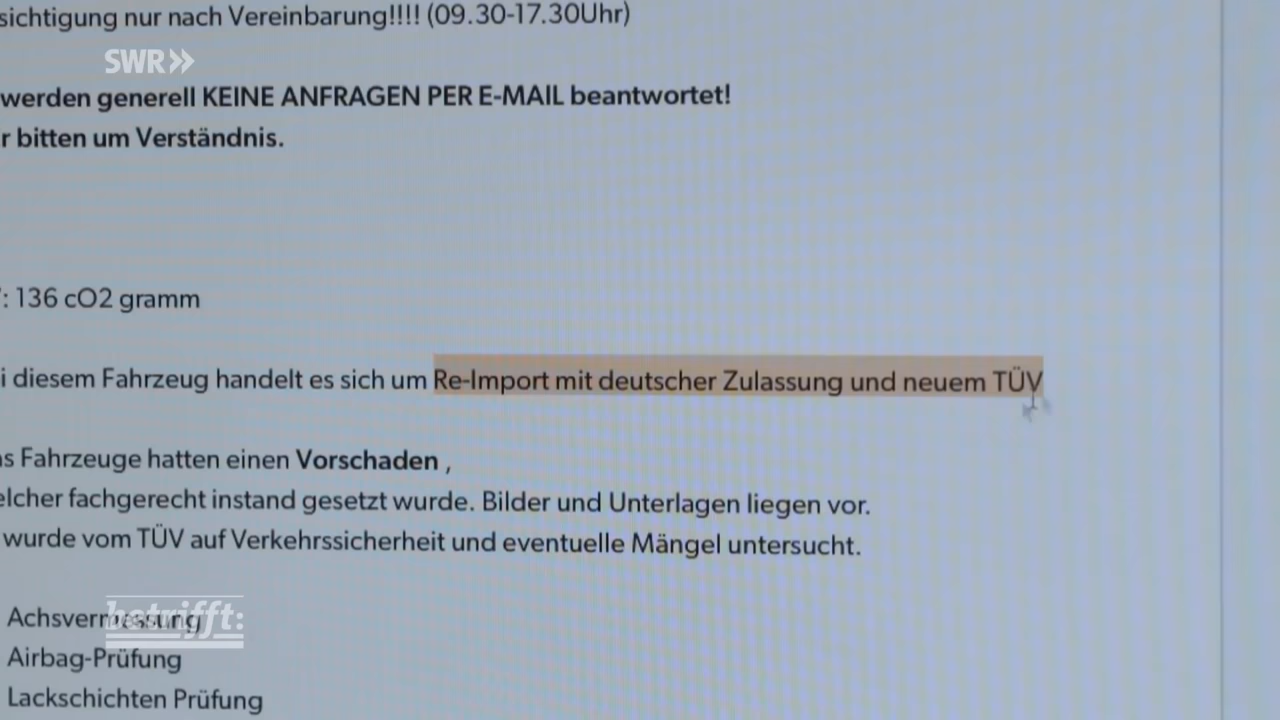 sichtigung nur nach Vereinbarung!!!! (09.30-17.30Uhr)
SWR»
werden generell KEINE ANFRAGEN PER E-MAIL beantwortet!
r bitten um Verständnis.
: 136 cO2 gramm
i diesem Fahrzeug handelt es sich um Re-Import mit deutscher Zulassung und neuem TÜV
s Fahrzeuge hatten einen Vorschaden ,
elcher fachgerecht instand gesetzt wurde. Bilder und Unterlagen liegen vor.
wurde vom TÜV auf Verkehrssicherheit und eventuelle Mängel untersucht.
Achsvermessung
betrifft:
Airbag-Prüfung
Lackschichten Prüfung